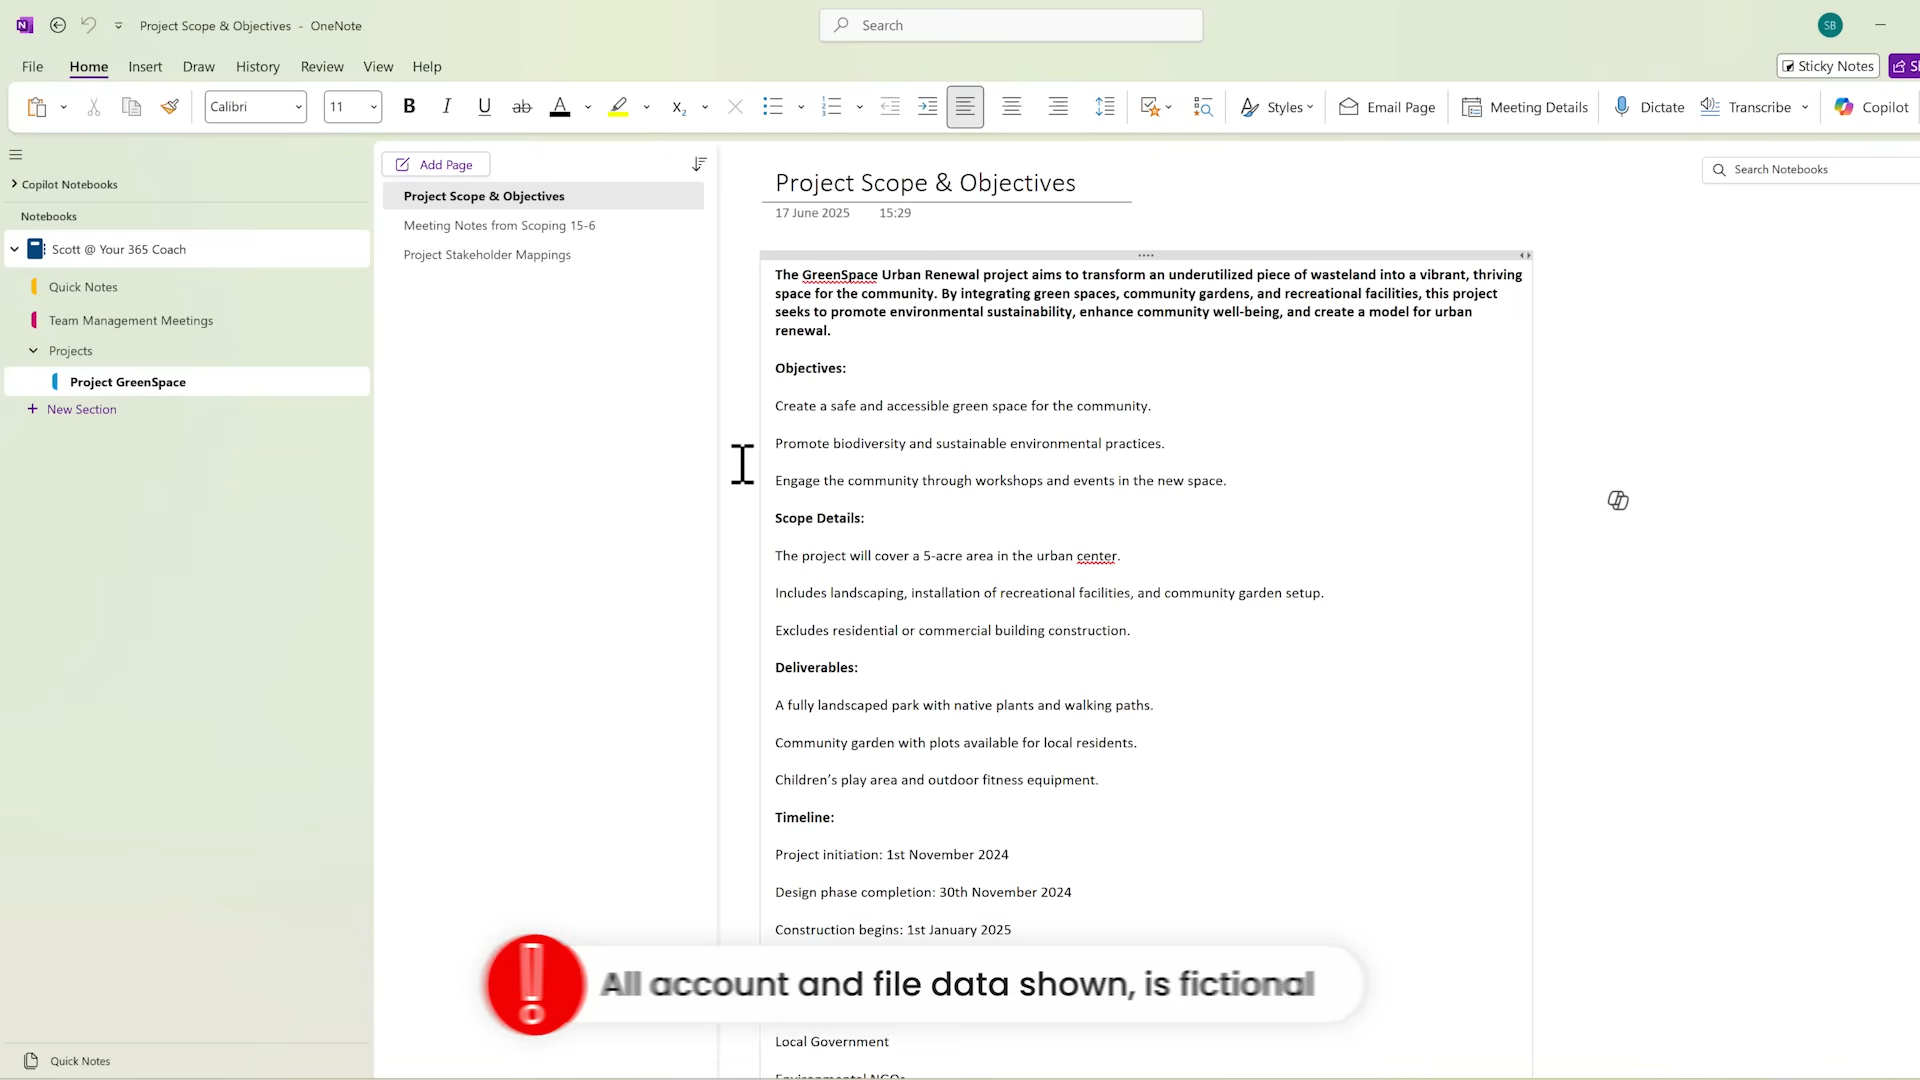 Project Scope & Objectives - OneNote
Search
SB
File Home Insert Draw History Review View Help
Sticky Notes
Calibri 11 B I U ab A x₂ Styles Email Page Meeting Details Dictate Transcribe Copilot
Copilot Notebooks
Notebooks
Scott @ Your 365 Coach
Quick Notes
Team Management Meetings
Projects
Project GreenSpace
New Section
Quick Notes
Add Page
Project Scope & Objectives
Meeting Notes from Scoping 15-6
Project Stakeholder Mappings
Search Notebooks
Project Scope & Objectives
17 June 2025 15:29
The GreenSpace Urban Renewal project aims to transform an underutilized piece of wasteland into a vibrant, thriving
space for the community. By integrating green spaces, community gardens, and recreational facilities, this project
seeks to promote environmental sustainability, enhance community well-being, and create a model for urban
renewal.
Objectives:
Create a safe and accessible green space for the community.
Promote biodiversity and sustainable environmental practices.
Engage the community through workshops and events in the new space.
Scope Details:
The project will cover a 5-acre area in the urban center.
Includes landscaping, installation of recreational facilities, and community garden setup.
Excludes residential or commercial building construction.
Deliverables:
A fully landscaped park with native plants and walking paths.
Community garden with plots available for local residents.
Children’s play area and outdoor fitness equipment.
Timeline:
Project initiation: 1st November 2024
Design phase completion: 30th November 2024
Construction begins: 1st January 2025
All account and file data shown, is fictional
Local Government